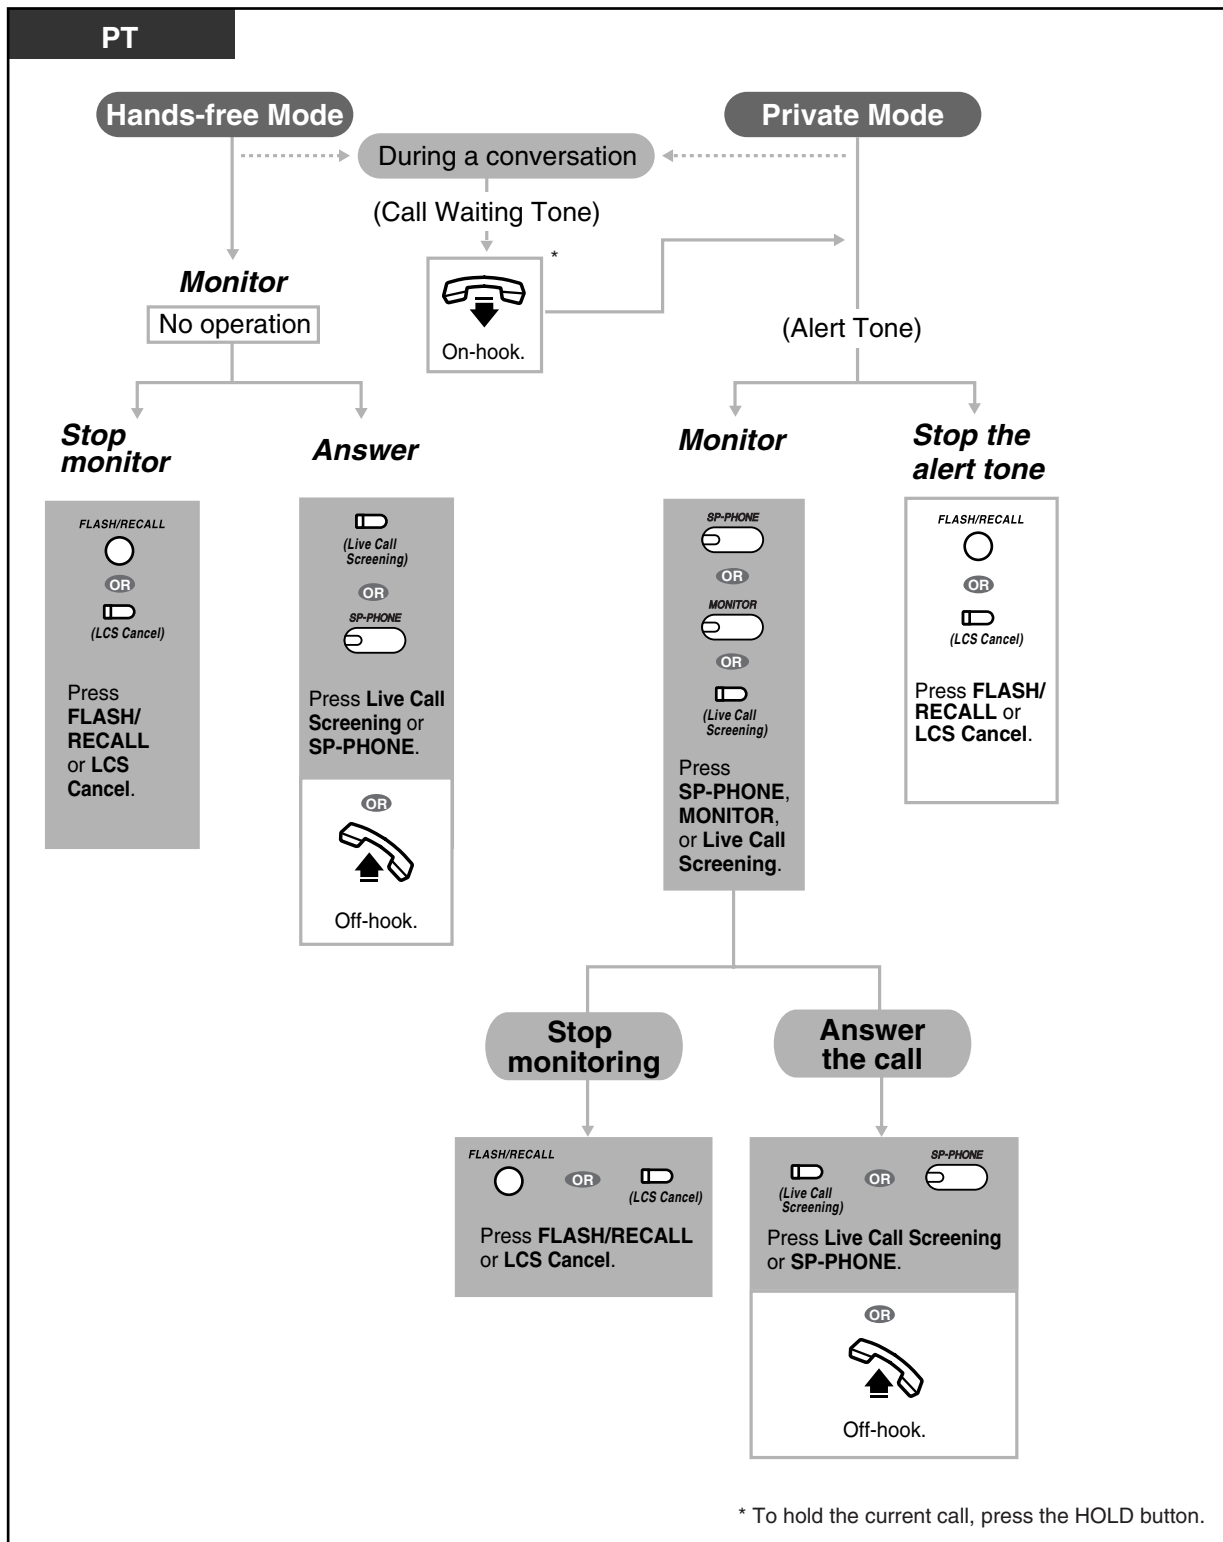 PT
Hands-free Mode
Private Mode
During a conversation
(Call Waiting Tone)
*
On-hook.
Monitor
No operation
(Alert Tone)
Stop
monitor
FLASH/RECALL
OR
(LCS Cancel)
Press
FLASH/
RECALL
or LCS
Cancel.
Answer
(Live Call
Screening)
OR
SP-PHONE
Press Live Call
Screening or
SP-PHONE.
OR
Off-hook.
Monitor
SP-PHONE
OR
MONITOR
OR
(Live Call
Screening)
Press
SP-PHONE,
MONITOR,
or Live Call
Screening.
Stop the
alert tone
FLASH/RECALL
OR
(LCS Cancel)
Press FLASH/
RECALL or
LCS Cancel.
Stop
monitoring
FLASH/RECALL
OR
(LCS Cancel)
Press FLASH/RECALL
or LCS Cancel.
Answer
the call
(Live Call
Screening)
OR
SP-PHONE
Press Live Call Screening
or SP-PHONE.
OR
Off-hook.
* To hold the current call, press the HOLD button.